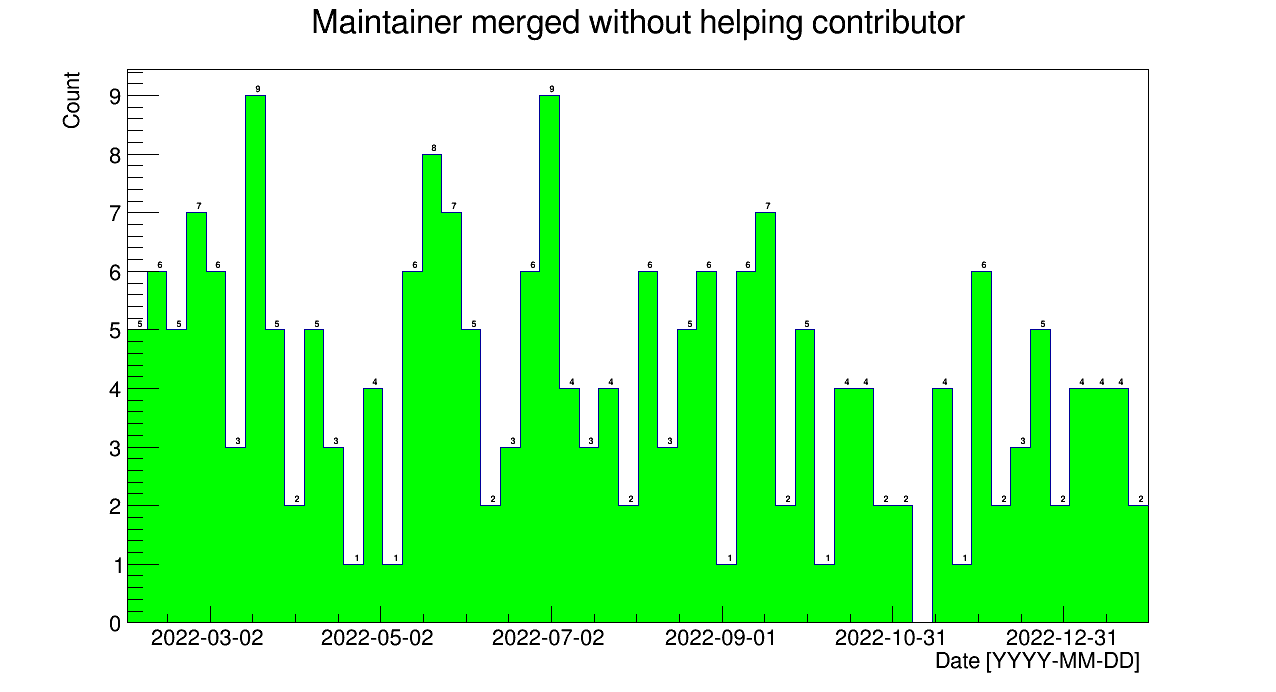 Maintainer merged without helping contributor
Count
9
8
7
6
5
4
3
2
1
0
5 6 5 7 6 3 9 5 2 5 3 1 4 1 6 8 7 5 2 3 6 9 4 3 4 2 6 3 5 6 1 6 7 2 5 1 4 4 2 2 4 1 6 2 3 5 2 4 4 4 2
2022-03-02 2022-05-02 2022-07-02 2022-09-01 2022-10-31 2022-12-31
Date [YYYY-MM-DD]